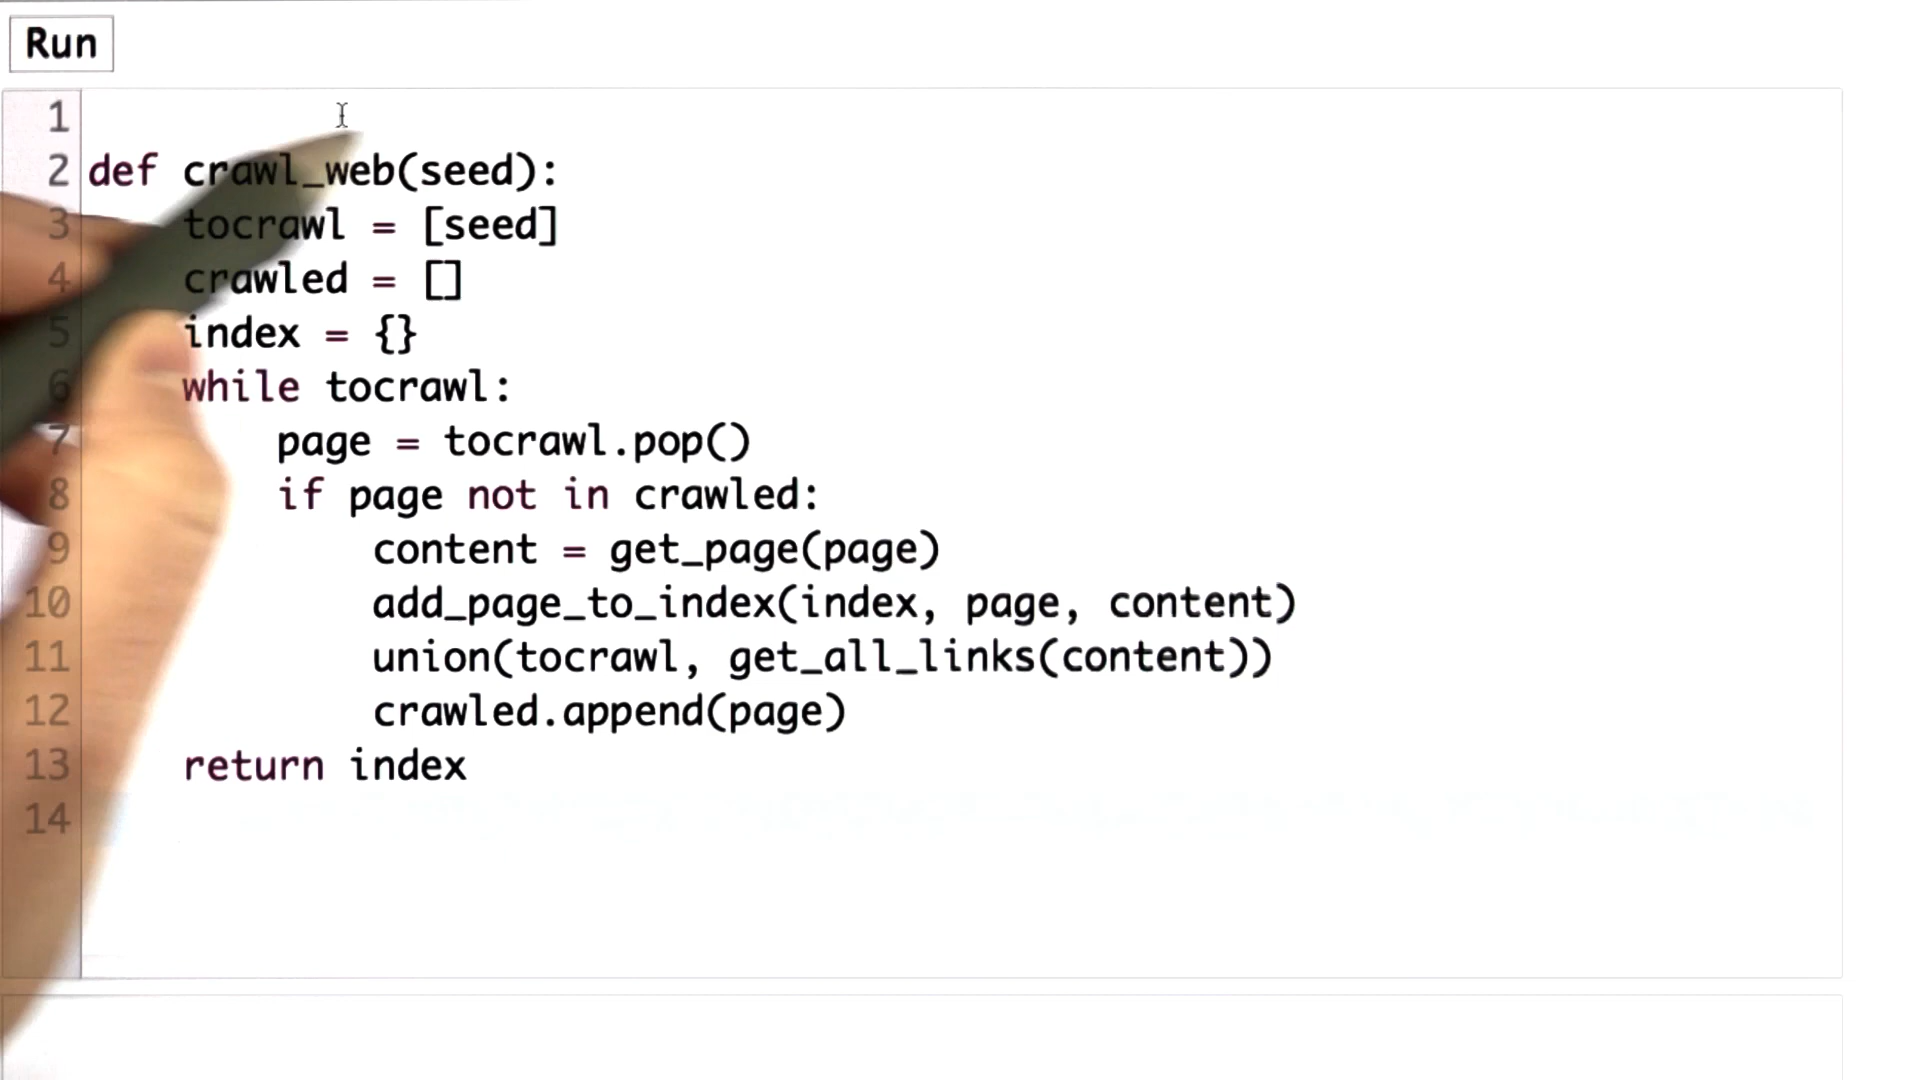 Run
1
2 def crawl_web(seed):
3 tocrawl = [seed]
4 crawled = []
5 index = {}
6 while tocrawl:
7 page = tocrawl.pop()
8 if page not in crawled:
9 content = get_page(page)
10 add_page_to_index(index, page, content)
11 union(tocrawl, get_all_links(content))
12 crawled.append(page)
13 return index
14